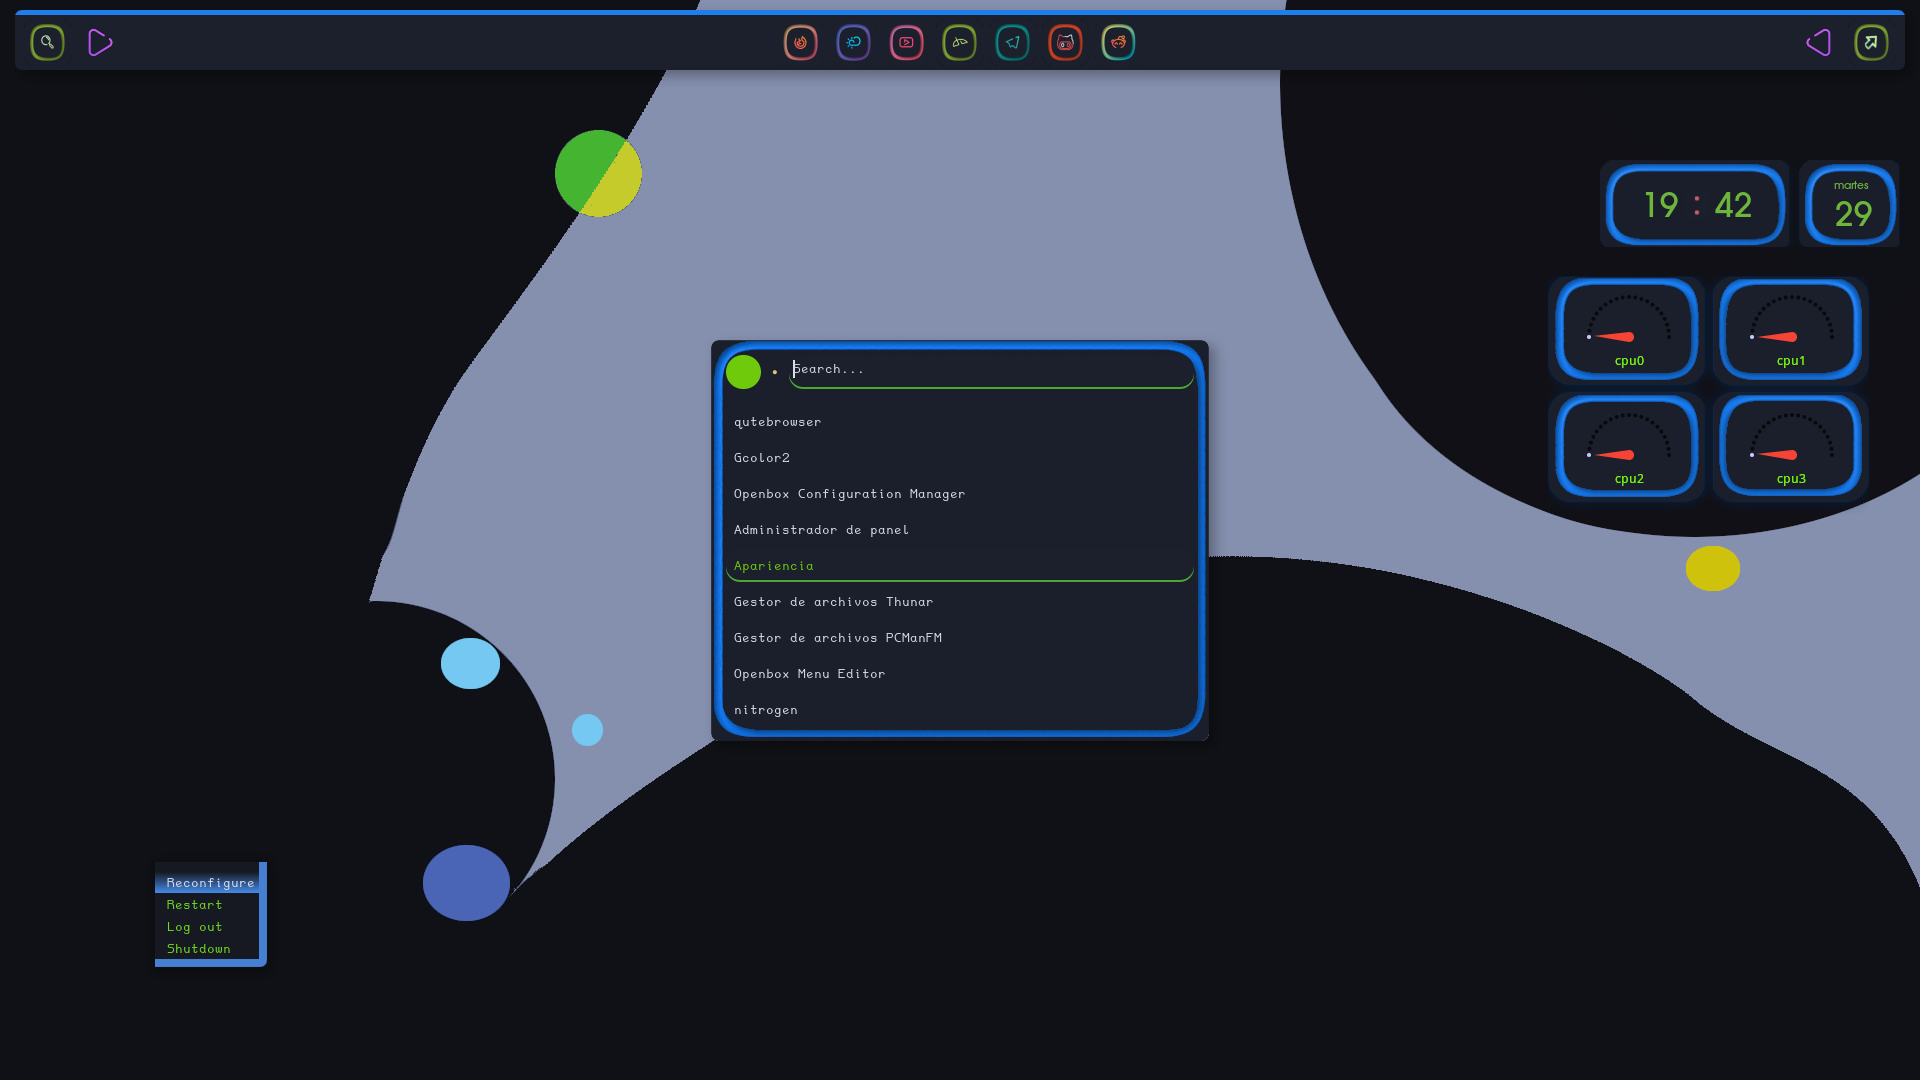 19 : 42
martes
29
cpu0
cpu1
cpu2
cpu3
Search...
qutebrowser
Gcolor2
Openbox Configuration Manager
Administrador de panel
Apariencia
Gestor de archivos Thunar
Gestor de archivos PCManFM
Openbox Menu Editor
nitrogen
Reconfigure
Restart
Log out
Shutdown